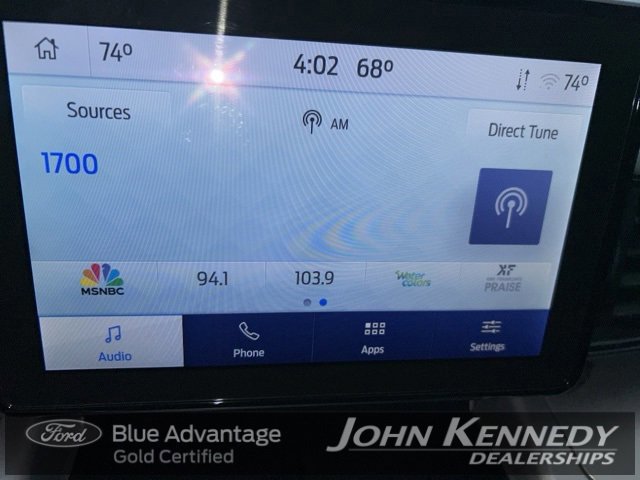 74° 4:02 68° 74°
Sources AM Direct Tune
1700
MSNBC 94.1 103.9 Water colors XF PRAISE
Audio Phone Apps Settings
Ford Blue Advantage JOHN KENNEDY
Gold Certified DEALERSHIPS